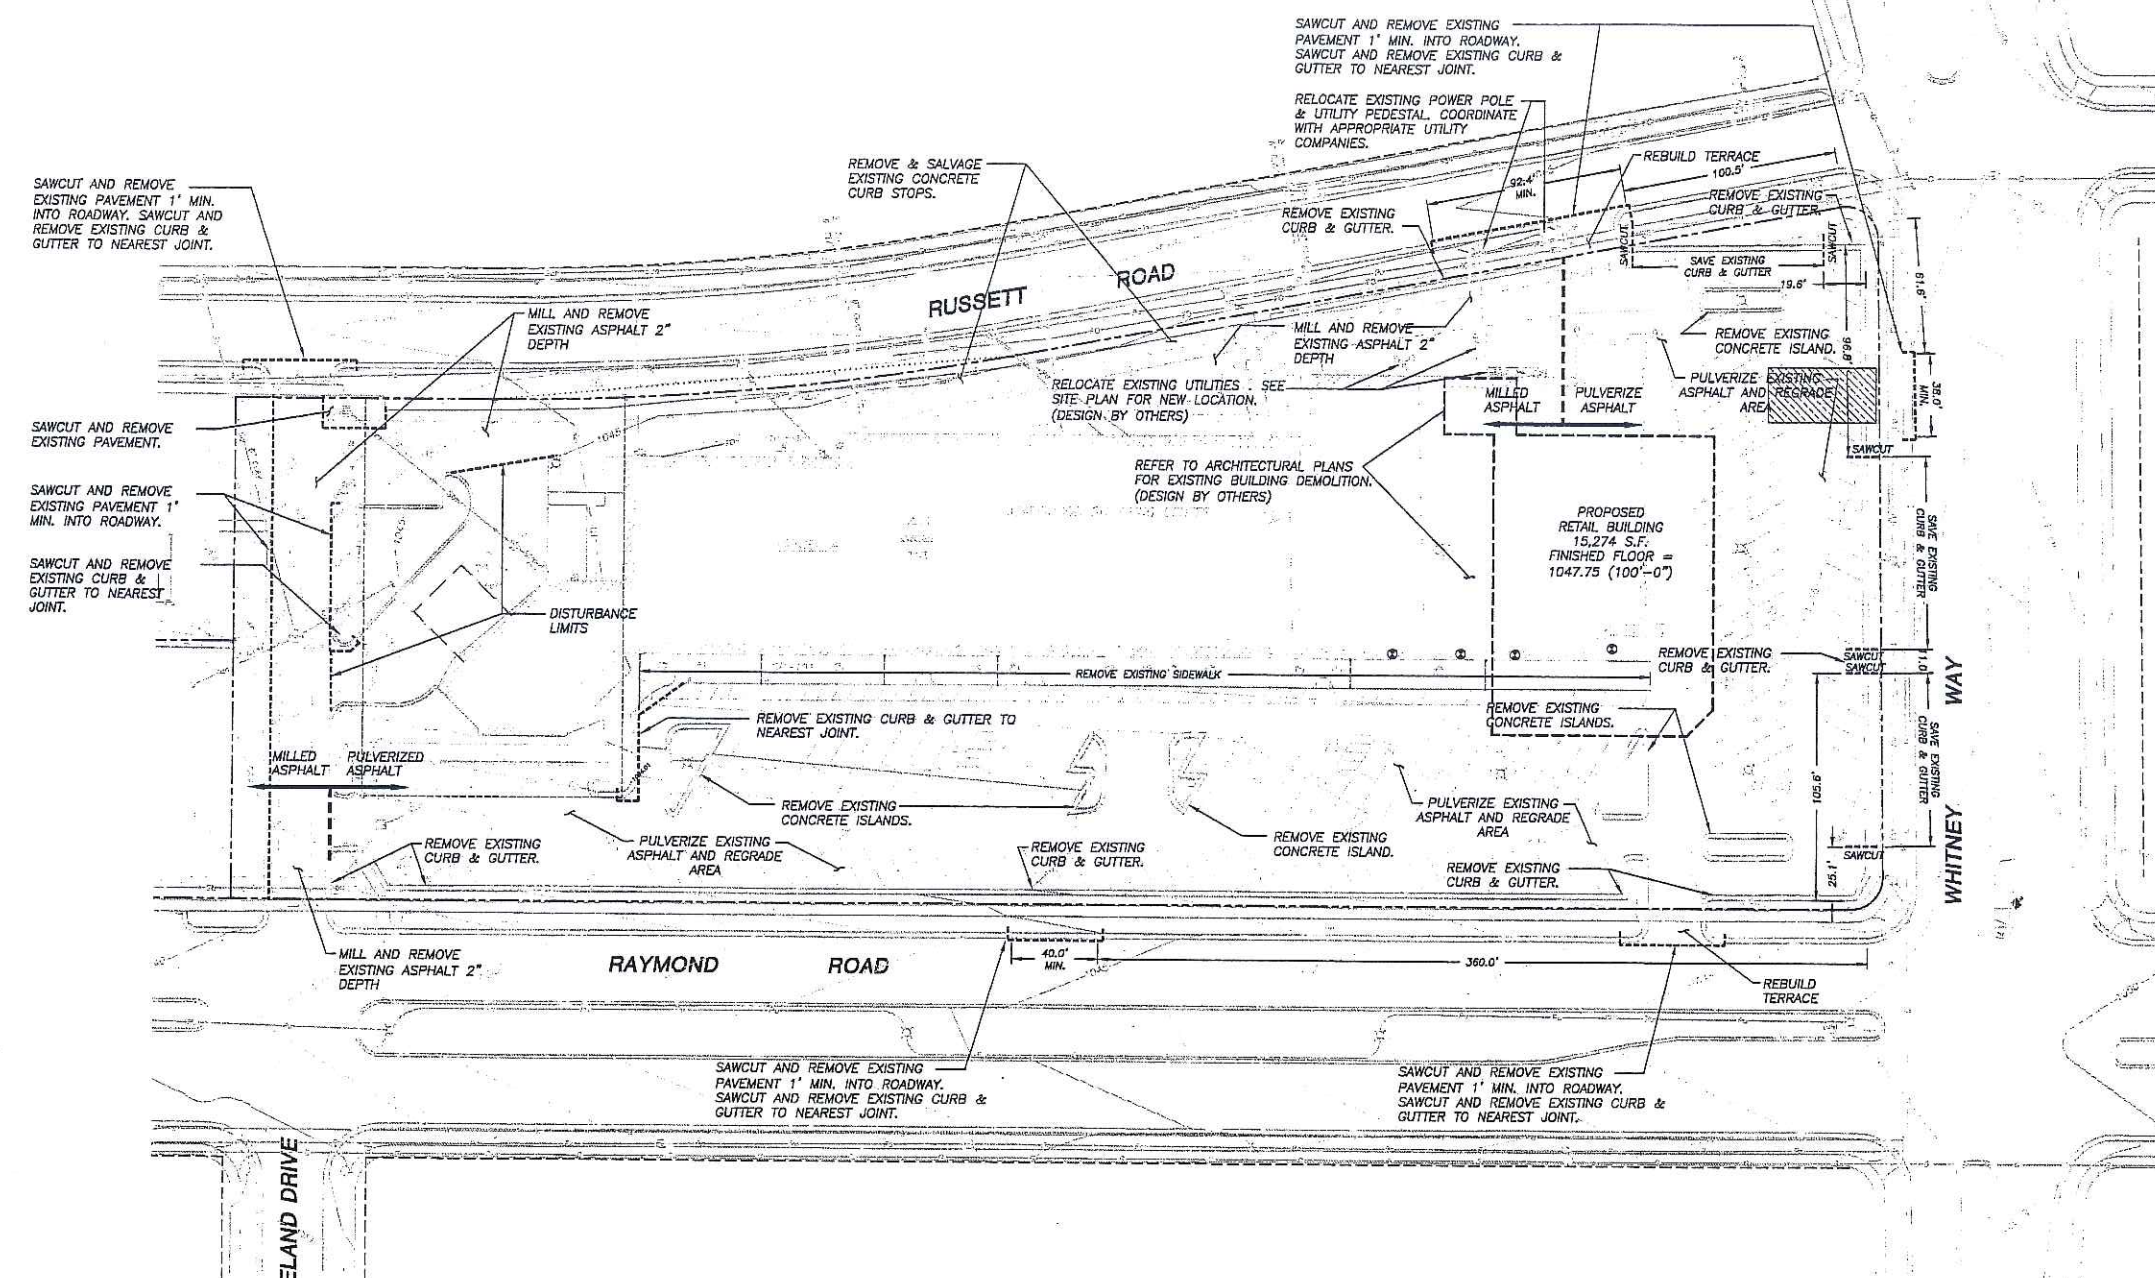 SAWCUT AND REMOVE EXISTING
PAVEMENT 1' MIN. INTO ROADWAY.
SAWCUT AND REMOVE EXISTING CURB &
GUTTER TO NEAREST JOINT.
RELOCATE EXISTING POWER POLE
& UTILITY PEDESTAL. COORDINATE
WITH APPROPRIATE UTILITY
COMPANIES.
REBUILD TERRACE
100.5'
92.4'
MIN.
REMOVE & SALVAGE
EXISTING CONCRETE
CURB STOPS.
SAWCUT AND REMOVE
EXISTING PAVEMENT 1' MIN.
INTO ROADWAY. SAWCUT AND
REMOVE EXISTING CURB &
GUTTER TO NEAREST JOINT.
REMOVE EXISTING
CURB & GUTTER.
REMOVE EXISTING
CURB & GUTTER.
SAWCUT
SAWCUT
SAVE EXISTING
CURB & GUTTER
19.6'
61.6'
RUSSETT ROAD
MILL AND REMOVE
EXISTING ASPHALT 2"
DEPTH
MILL AND REMOVE
EXISTING ASPHALT 2"
DEPTH
REMOVE EXISTING
CONCRETE ISLAND.
96.8'
RELOCATE EXISTING UTILITIES . SEE
SITE PLAN FOR NEW LOCATION.
(DESIGN BY OTHERS)
MILLED
ASPHALT
PULVERIZE
ASPHALT
PULVERIZE EXISTING
ASPHALT AND REGRADE
AREA
38.0'
MIN.
SAWCUT
SAWCUT AND REMOVE
EXISTING PAVEMENT.
1045
REFER TO ARCHITECTURAL PLANS
FOR EXISTING BUILDING DEMOLITION.
(DESIGN BY OTHERS)
SAWCUT AND REMOVE
EXISTING PAVEMENT 1'
MIN. INTO ROADWAY.
PROPOSED
RETAIL BUILDING
15,274 S.F.
FINISHED FLOOR =
1047.75 (100'-0")
SAVE EXISTING
CURB & GUTTER
SAWCUT AND REMOVE
EXISTING CURB &
GUTTER TO NEAREST
JOINT.
DISTURBANCE
LIMITS
REMOVE EXISTING
CURB & GUTTER.
SAWCUT
SAWCUT
11.0'
REMOVE EXISTING SIDEWALK
REMOVE EXISTING CURB & GUTTER TO
NEAREST JOINT.
REMOVE EXISTING
CONCRETE ISLANDS.
SAVE EXISTING
CURB & GUTTER
WHITNEY WAY
MILLED
ASPHALT
PULVERIZED
ASPHALT
105.6'
REMOVE EXISTING
CONCRETE ISLANDS.
PULVERIZE EXISTING
ASPHALT AND REGRADE
AREA
REMOVE EXISTING
CURB & GUTTER.
PULVERIZE EXISTING
ASPHALT AND REGRADE
AREA
REMOVE EXISTING
CURB & GUTTER.
REMOVE EXISTING
CONCRETE ISLAND.
REMOVE EXISTING
CURB & GUTTER.
SAWCUT
25.1'
MILL AND REMOVE
EXISTING ASPHALT 2"
DEPTH
RAYMOND ROAD
40.0'
MIN.
360.0'
REBUILD
TERRACE
SAWCUT AND REMOVE EXISTING
PAVEMENT 1' MIN. INTO ROADWAY.
SAWCUT AND REMOVE EXISTING CURB &
GUTTER TO NEAREST JOINT.
SAWCUT AND REMOVE EXISTING
PAVEMENT 1' MIN. INTO ROADWAY.
SAWCUT AND REMOVE EXISTING CURB &
GUTTER TO NEAREST JOINT.
ELAND DRIVE